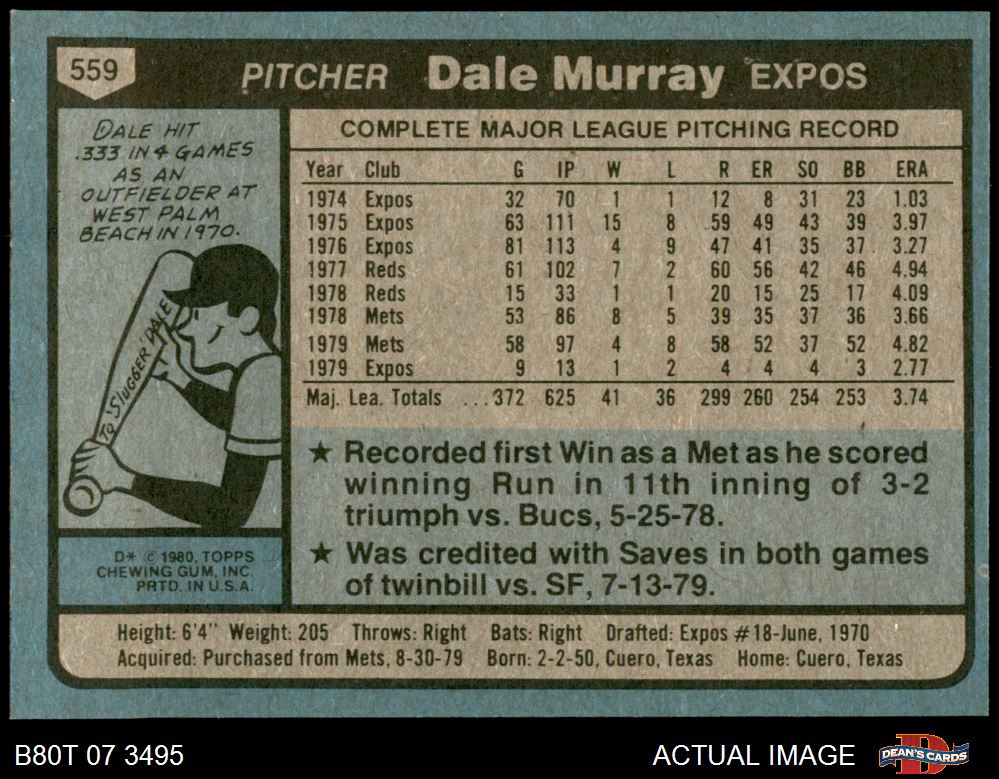 559 PITCHER Dale Murray EXPOS
DALE HIT
.333 IN 4 GAMES
AS AN
OUTFIELDER AT
WEST PALM
BEACH IN 1970.
TO 'SLUGGER' DALE
D* © 1980, TOPPS
CHEWING GUM, INC.
PRTD. IN U.S.A.
COMPLETE MAJOR LEAGUE PITCHING RECORD
Year Club G IP W L R ER SO BB ERA
1974 Expos 32 70 1 1 12 8 31 23 1.03
1975 Expos 63 111 15 8 59 49 43 39 3.97
1976 Expos 81 113 4 9 47 41 35 37 3.27
1977 Reds 61 102 7 2 60 56 42 46 4.94
1978 Reds 15 33 1 1 20 15 25 17 4.09
1978 Mets 53 86 8 5 39 35 37 36 3.66
1979 Mets 58 97 4 8 58 52 37 52 4.82
1979 Expos 9 13 1 2 4 4 4 3 2.77
Maj. Lea. Totals ...372 625 41 36 299 260 254 253 3.74
★ Recorded first Win as a Met as he scored
winning Run in 11th inning of 3-2
triumph vs. Bucs, 5-25-78.
★ Was credited with Saves in both games
of twinbill vs. SF, 7-13-79.
Height: 6'4" Weight: 205 Throws: Right Bats: Right Drafted: Expos #18-June, 1970
Acquired: Purchased from Mets, 8-30-79 Born: 2-2-50, Cuero, Texas Home: Cuero, Texas
B80T 07 3495 ACTUAL IMAGE D DEAN'S CARDS